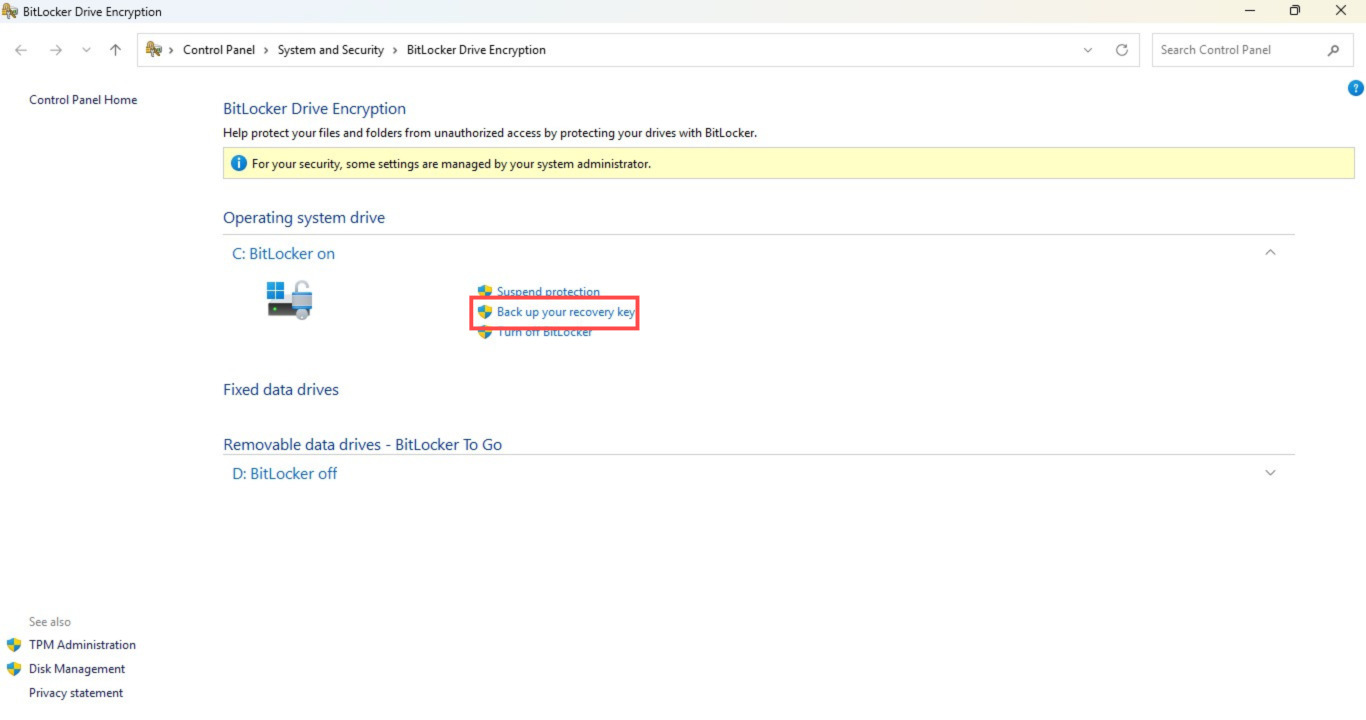 BitLocker Drive Encryption
Control Panel > System and Security > BitLocker Drive Encryption
Search Control Panel
Control Panel Home
BitLocker Drive Encryption
Help protect your files and folders from unauthorized access by protecting your drives with BitLocker.
For your security, some settings are managed by your system administrator.
Operating system drive
C: BitLocker on
Suspend protection
Back up your recovery key
Turn off BitLocker
Fixed data drives
Removable data drives - BitLocker To Go
D: BitLocker off
See also
TPM Administration
Disk Management
Privacy statement